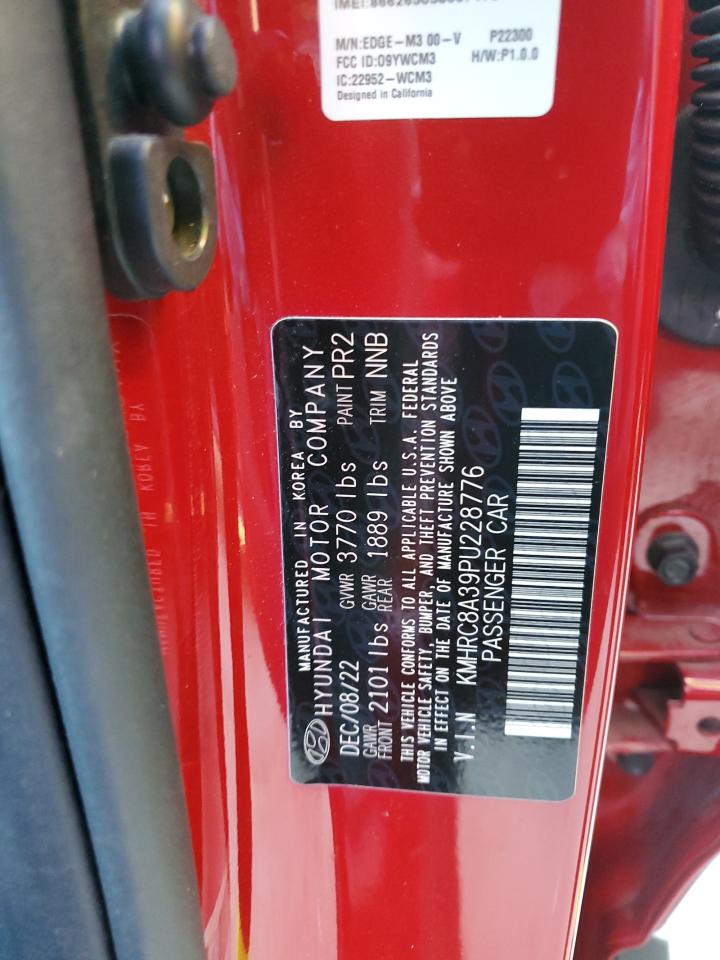 M/N:EDGE-M3 00-V P22300
FCC ID:O9YWCM3 H/W:P1.0.0
IC:22952-WCM3
Designed in California
MANUFACTURED IN KOREA BY
HYUNDAI MOTOR COMPANY
DEC/08/22 GVWR 3770 lbs PAINT PR2
GAWR FRONT 2101 lbs GAWR REAR 1889 lbs TRIM NNB
THIS VEHICLE CONFORMS TO ALL APPLICABLE U.S.A. FEDERAL
MOTOR VEHICLE SAFETY, BUMPER, AND THEFT PREVENTION STANDARDS
IN EFFECT ON THE DATE OF MANUFACTURE SHOWN ABOVE
V.I.N KMHRC8A39PU228776
PASSENGER CAR